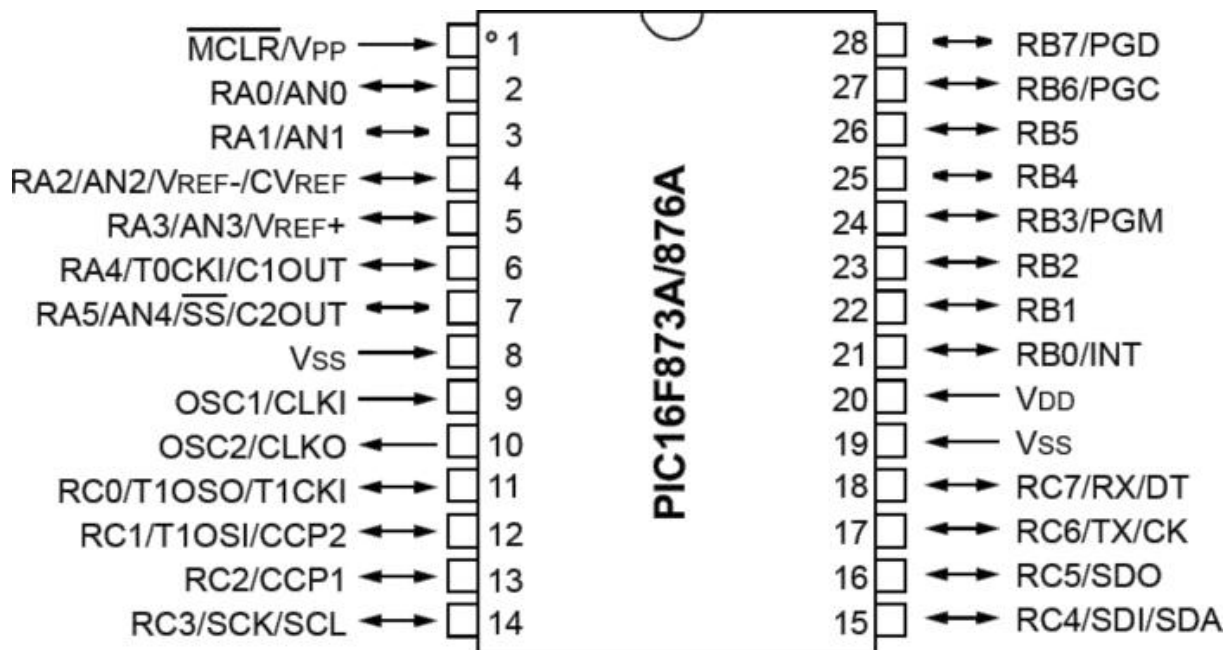 MCLR/VPP 1 28 RB7/PGD
RA0/AN0 2 27 RB6/PGC
RA1/AN1 3 26 RB5
RA2/AN2/VREF-/CVREF 4 25 RB4
RA3/AN3/VREF+ 5 24 RB3/PGM
RA4/T0CKI/C1OUT 6 23 RB2
RA5/AN4/SS/C2OUT 7 22 RB1
VSS 8 21 RB0/INT
OSC1/CLKI 9 20 VDD
OSC2/CLKO 10 19 VSS
RC0/T1OSO/T1CKI 11 18 RC7/RX/DT
RC1/T1OSI/CCP2 12 17 RC6/TX/CK
RC2/CCP1 13 16 RC5/SDO
RC3/SCK/SCL 14 15 RC4/SDI/SDA
PIC16F873A/876A